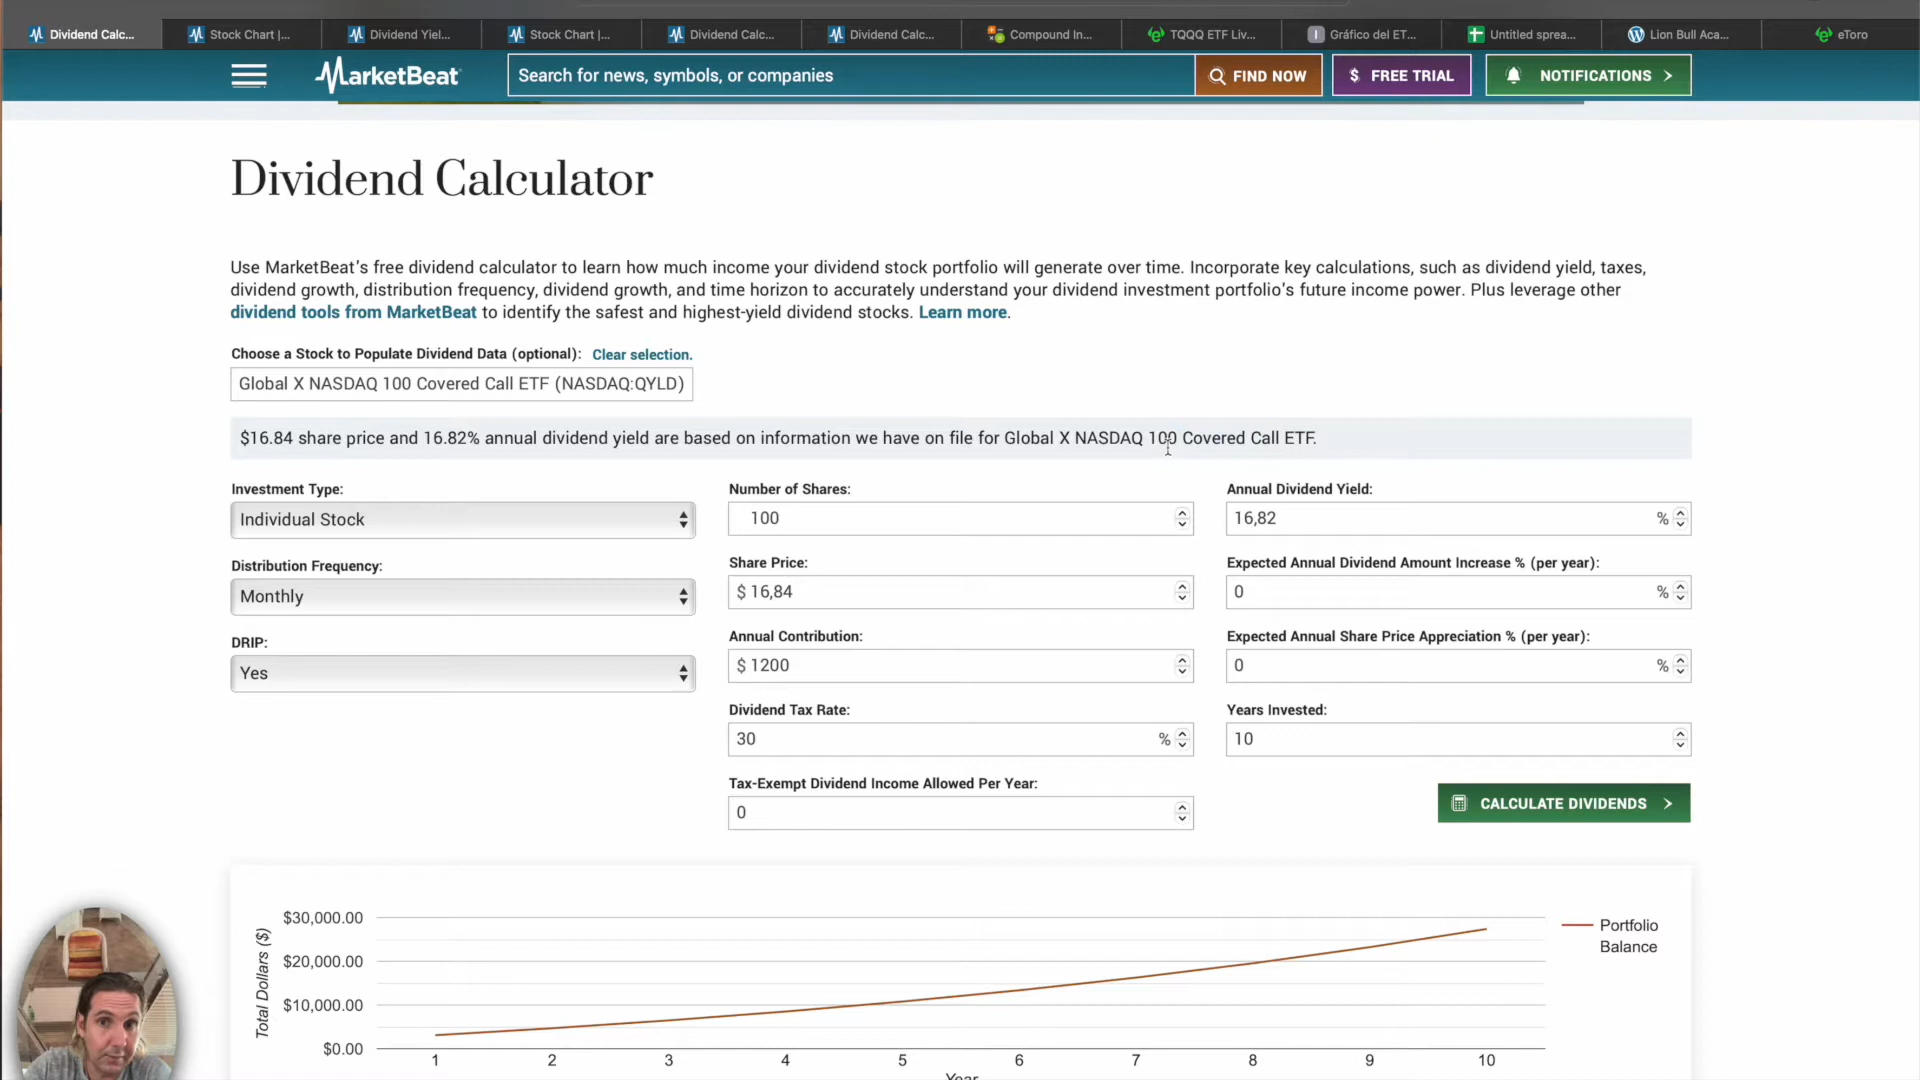 Dividend Calc...
Stock Chart |...
Dividend Yiel...
Stock Chart |...
Dividend Calc...
Dividend Calc...
Compound In...
TQQQ ETF Liv...
Gráfico del ET...
Untitled sprea...
Lion Bull Aca...
eToro
MarketBeat
Search for news, symbols, or companies
FIND NOW
$ FREE TRIAL
NOTIFICATIONS
Dividend Calculator
Use MarketBeat's free dividend calculator to learn how much income your dividend stock portfolio will generate over time. Incorporate key calculations, such as dividend yield, taxes,
dividend growth, distribution frequency, dividend growth, and time horizon to accurately understand your dividend investment portfolio's future income power. Plus leverage other
dividend tools from MarketBeat to identify the safest and highest-yield dividend stocks. Learn more.
Choose a Stock to Populate Dividend Data (optional): Clear selection.
Global X NASDAQ 100 Covered Call ETF (NASDAQ:QYLD)
$16.84 share price and 16.82% annual dividend yield are based on information we have on file for Global X NASDAQ 100 Covered Call ETF.
Investment Type:
Individual Stock
Distribution Frequency:
Monthly
DRIP:
Yes
Number of Shares:
100
Share Price:
$ 16,84
Annual Contribution:
$ 1200
Dividend Tax Rate:
30 %
Tax-Exempt Dividend Income Allowed Per Year:
0
Annual Dividend Yield:
16,82 %
Expected Annual Dividend Amount Increase % (per year):
0 %
Expected Annual Share Price Appreciation % (per year):
0 %
Years Invested:
10
CALCULATE DIVIDENDS
Total Dollars ($)
$30,000.00
$20,000.00
$10,000.00
$0.00
1 2 3 4 5 6 7 8 9 10
Year
Portfolio
Balance